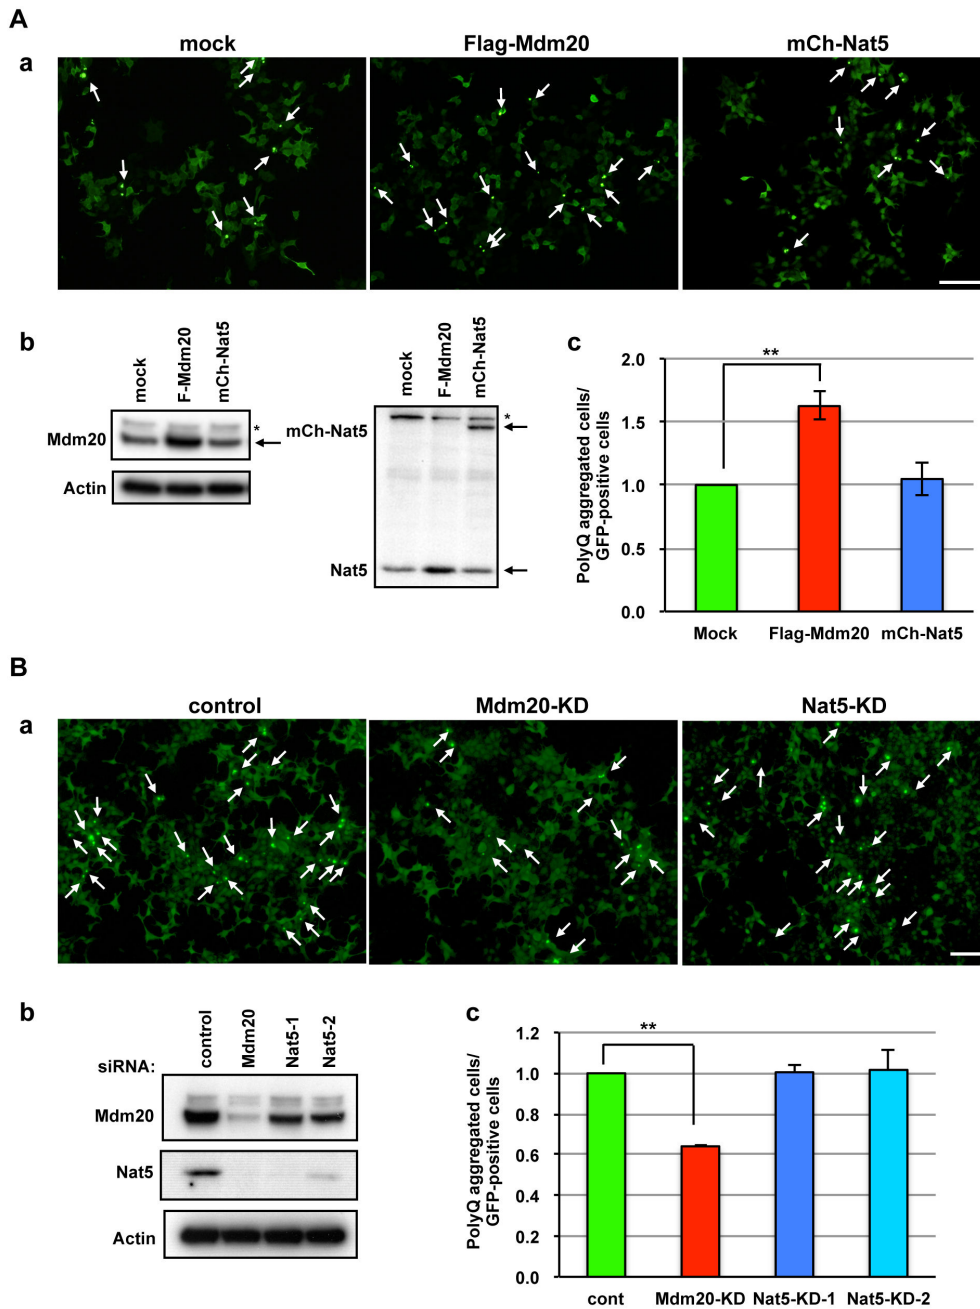 A
mock Flag-Mdm20 mCh-Nat5
a
b
mock F-Mdm20 mCh-Nat5
Mdm20 *
Actin
mock F-Mdm20 mCh-Nat5
mCh-Nat5 *
Nat5
c
PolyQ aggregated cells/
GFP-positive cells
2.0
1.5
1.0
0.5
0.0
**
Mock Flag-Mdm20 mCh-Nat5
B
control Mdm20-KD Nat5-KD
a
b
siRNA: control Mdm20 Nat5-1 Nat5-2
Mdm20
Nat5
Actin
c
PolyQ aggregated cells/
GFP-positive cells
1.2
1.0
0.8
0.6
0.4
0.2
0.0
**
cont Mdm20-KD Nat5-KD-1 Nat5-KD-2